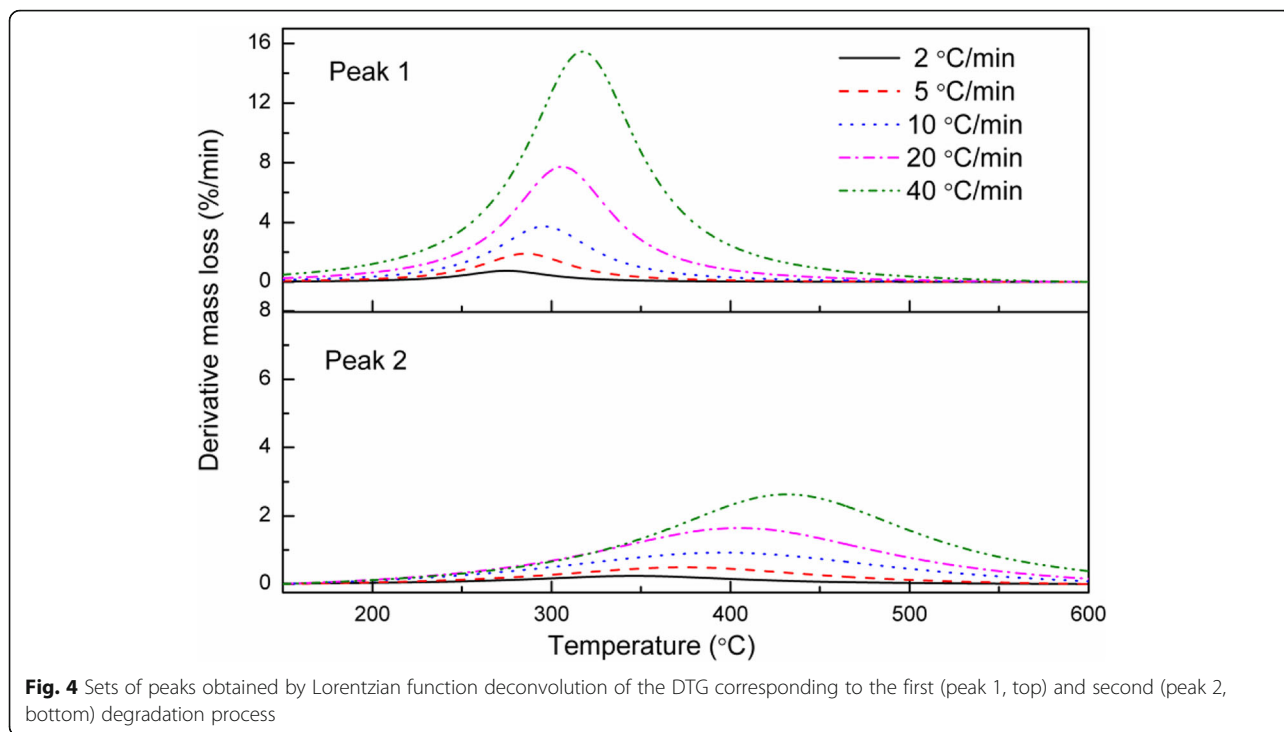 16
12
8
4
0
Peak 1
2 °C/min
5 °C/min
10 °C/min
20 °C/min
40 °C/min
Derivative mass loss (%/min)
8
6
4
2
0
Peak 2
200 300 400 500 600
Temperature (°C)
Fig. 4 Sets of peaks obtained by Lorentzian function deconvolution of the DTG corresponding to the first (peak 1, top) and second (peak 2,
bottom) degradation process